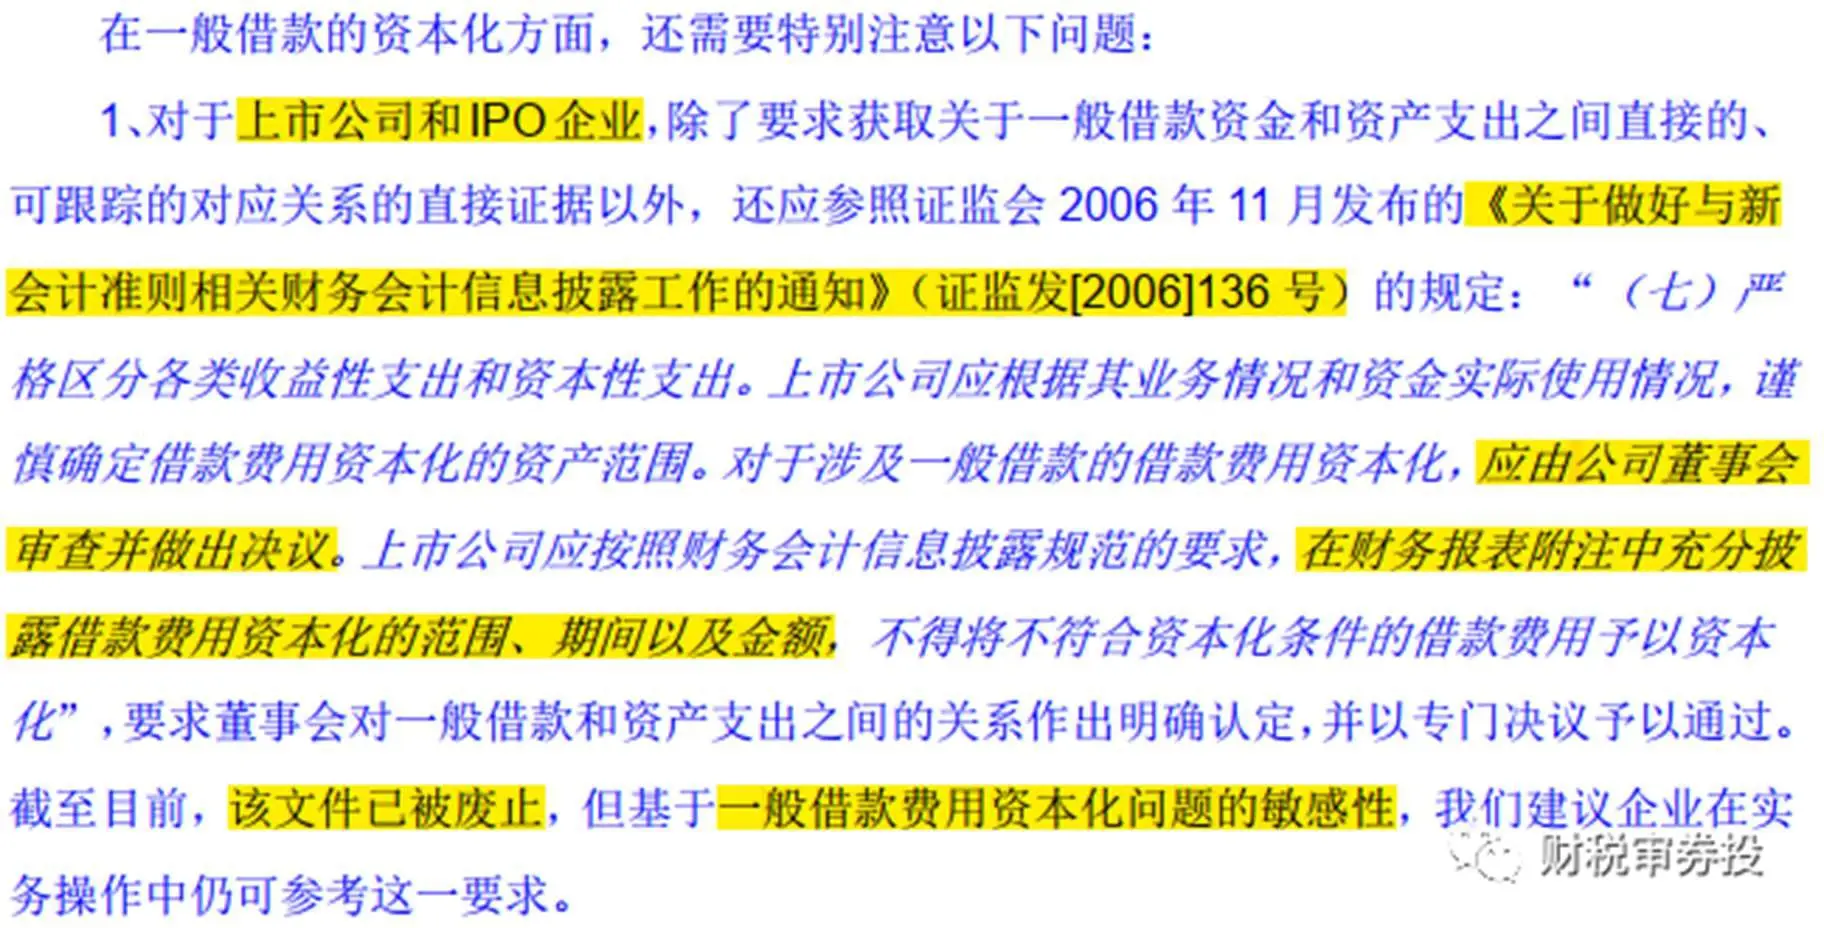 在一般借款的资本化方面，还需要特别注意以下问题：
1、对于上市公司和IPO企业，除了要求获取关于一般借款资金和资产支出之间直接的、
可跟踪的对应关系的直接证据以外，还应参照证监会 2006 年 11 月发布的《关于做好与新
会计准则相关财务会计信息披露工作的通知》（证监发[2006]136 号）的规定：“（七）严
格区分各类收益性支出和资本性支出。上市公司应根据其业务情况和资金实际使用情况，谨
慎确定借款费用资本化的资产范围。对于涉及一般借款的借款费用资本化，应由公司董事会
审查并做出决议。上市公司应按照财务会计信息披露规范的要求，在财务报表附注中充分披
露借款费用资本化的范围、期间以及金额，不得将不符合资本化条件的借款费用予以资本
化”，要求董事会对一般借款和资产支出之间的关系作出明确认定，并以专门决议予以通过。
截至目前，该文件已被废止，但基于一般借款费用资本化问题的敏感性，我们建议企业在实
务操作中仍可参考这一要求。
财税审券投